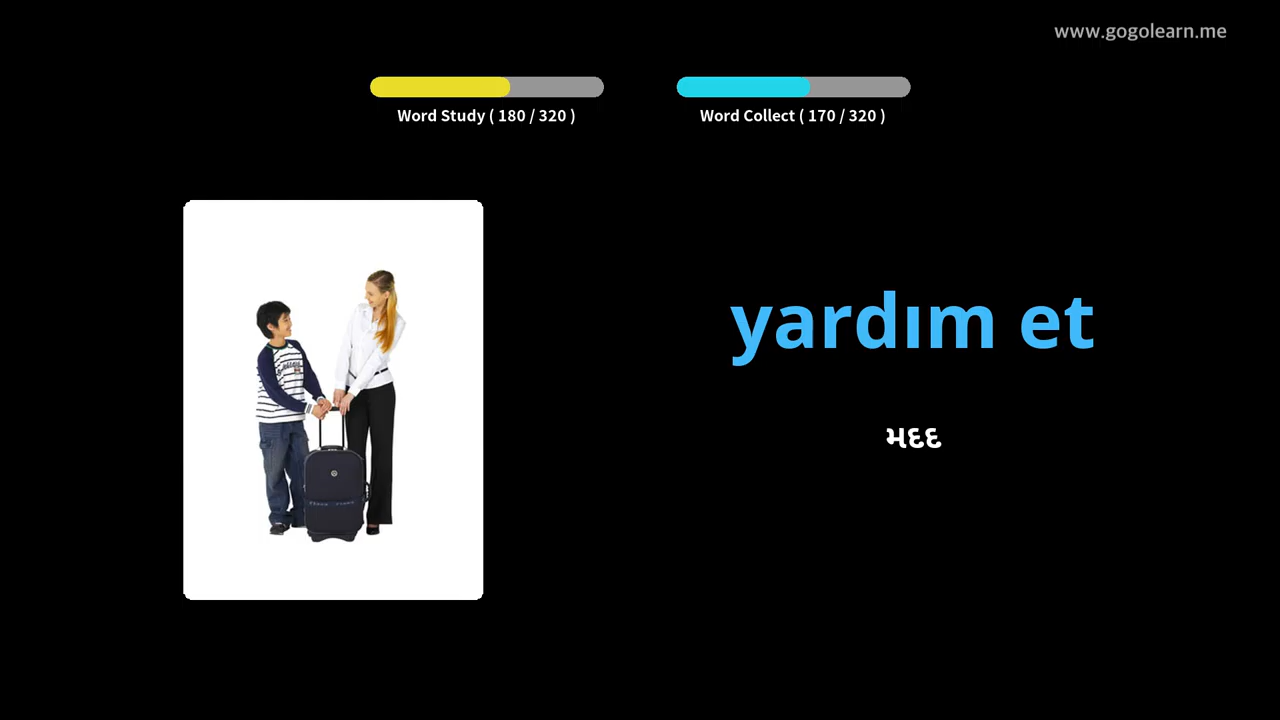 www.gogolearn.me
Word Study ( 180 / 320 )
Word Collect ( 170 / 320 )
yardım et
મદદ